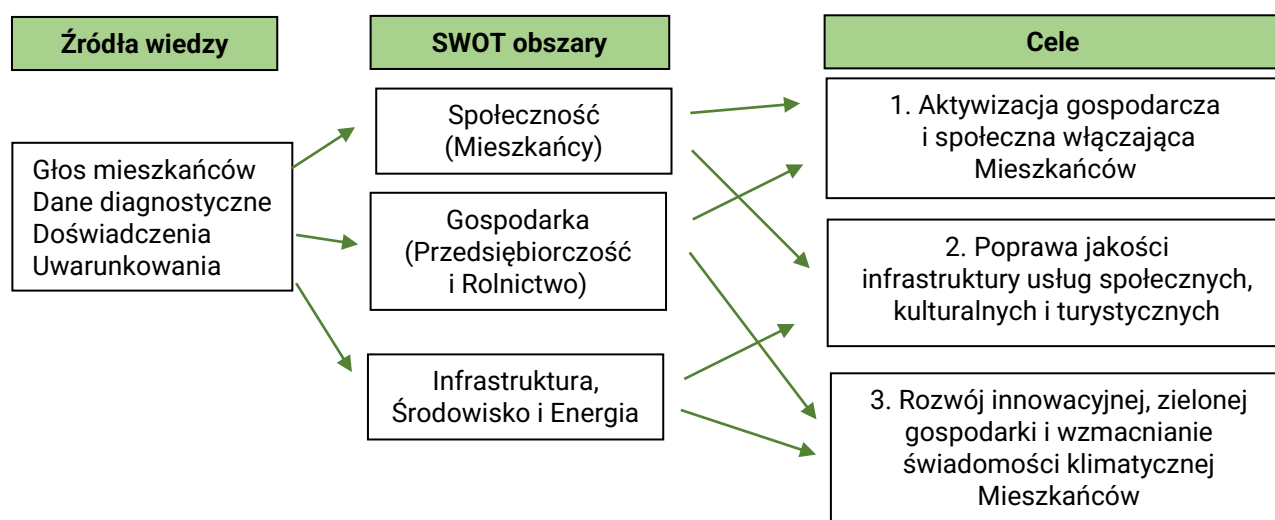 Źródła wiedzy
SWOT obszary
Cele
Głos mieszkańców
Dane diagnostyczne
Doświadczenia
Uwarunkowania
Społeczność
(Mieszkańcy)
Gospodarka
(Przedsiębiorczość
i Rolnictwo)
Infrastruktura,
Środowisko i Energia
1. Aktywizacja gospodarcza
i społeczna włączająca
Mieszkańców
2. Poprawa jakości
infrastruktury usług społecznych,
kulturalnych i turystycznych
3. Rozwój innowacyjnej, zielonej
gospodarki i wzmacnianie
świadomości klimatycznej
Mieszkańców